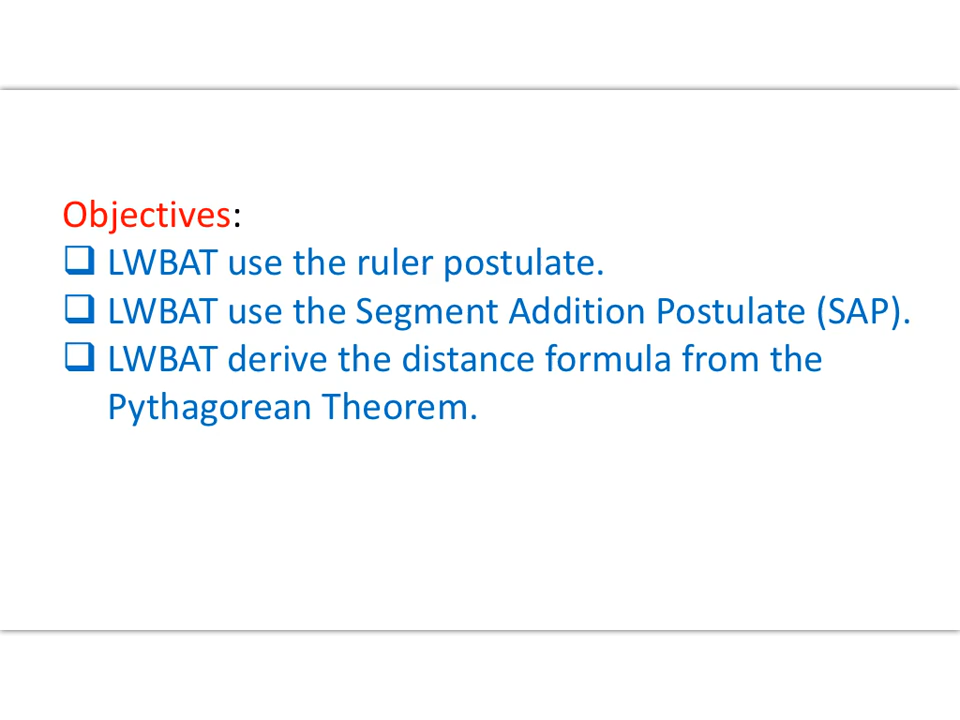 Objectives:
❑ LWBAT use the ruler postulate.
❑ LWBAT use the Segment Addition Postulate (SAP).
❑ LWBAT derive the distance formula from the
Pythagorean Theorem.